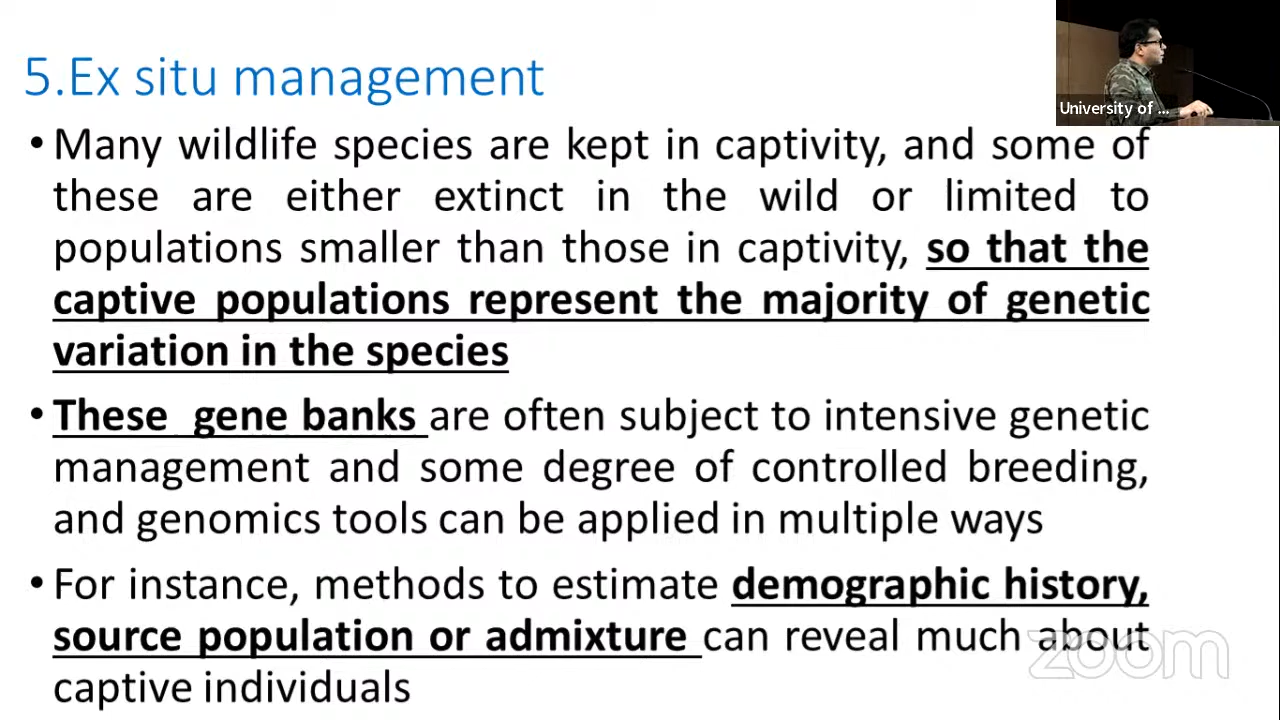 5.Ex situ management
University of ...
• Many wildlife species are kept in captivity, and some of
these are either extinct in the wild or limited to
populations smaller than those in captivity, so that the
captive populations represent the majority of genetic
variation in the species
• These gene banks are often subject to intensive genetic
management and some degree of controlled breeding,
and genomics tools can be applied in multiple ways
• For instance, methods to estimate demographic history,
source population or admixture can reveal much about
captive individuals
zoom